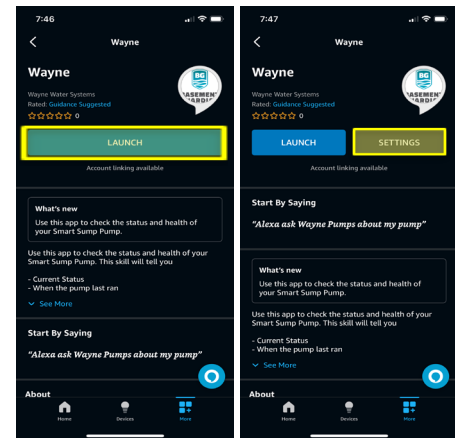 7:46
Wayne
Wayne
BG
BASEMENT
GUARDIAN
Wayne Water Systems
Rated: Guidance Suggested
0
LAUNCH
Account linking available
What's new
Use this app to check the status and health of
your Smart Sump Pump.
Use this app to check the status and health of your
Smart Sump Pump. This skill will tell you
- Current Status
- When the pump last ran
See More
Start By Saying
"Alexa ask Wayne Pumps about my pump"
About
Home
Devices
More
7:47
Wayne
Wayne
BG
BASEMENT
GUARDIAN
Wayne Water Systems
Rated: Guidance Suggested
0
LAUNCH
SETTINGS
Account linking available
Start By Saying
"Alexa ask Wayne Pumps about my pump"
What's new
Use this app to check the status and health of
your Smart Sump Pump.
Use this app to check the status and health of your
Smart Sump Pump. This skill will tell you
- Current Status
- When the pump last ran
See More
About
Home
Devices
More